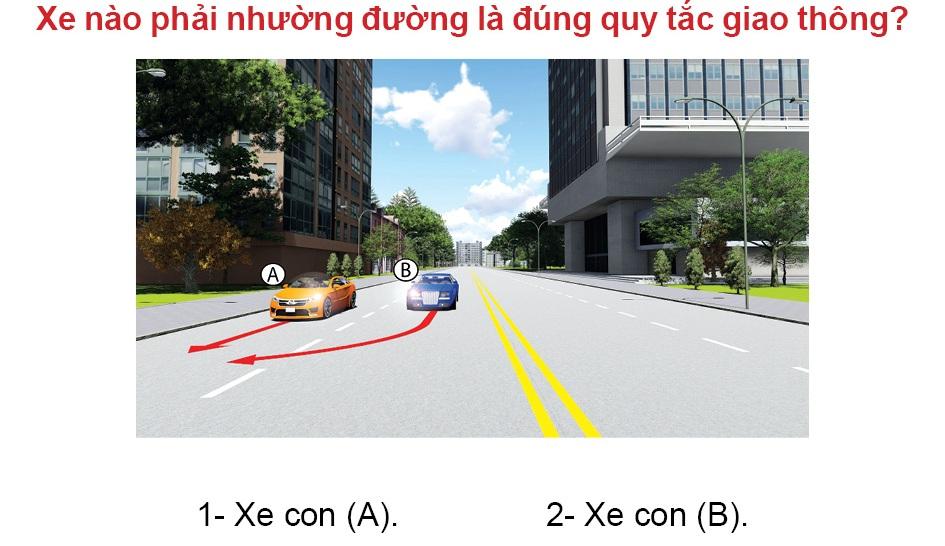 Xe nào phải nhường đường là đúng quy tắc giao thông?
A
B
1- Xe con (A).
2- Xe con (B).